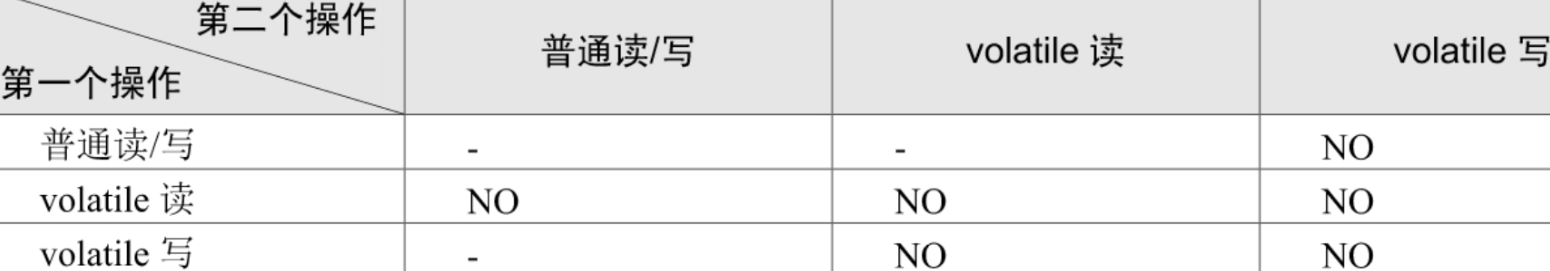 第二个操作
第一个操作
普通读/写 volatile 读 volatile 写
普通读/写 - - NO
volatile 读 NO NO NO
volatile 写 - NO NO